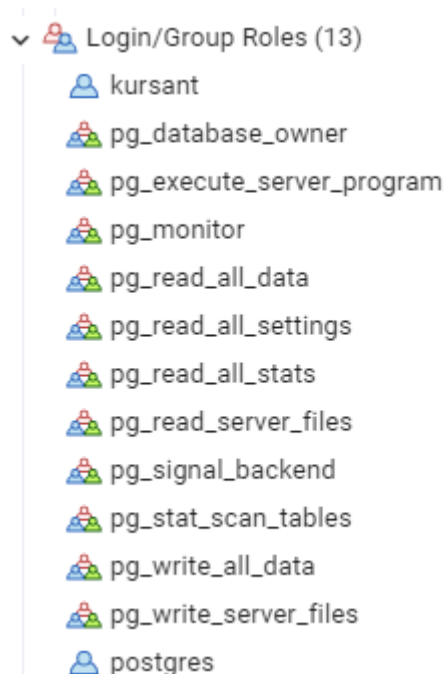 Login/Group Roles (13)
kursant
pg_database_owner
pg_execute_server_program
pg_monitor
pg_read_all_data
pg_read_all_settings
pg_read_all_stats
pg_read_server_files
pg_signal_backend
pg_stat_scan_tables
pg_write_all_data
pg_write_server_files
postgres